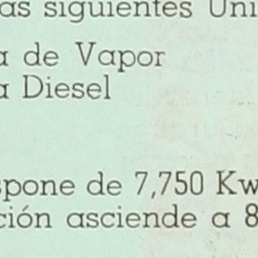 as siguientes Uni
a de Vapor
a Diesel
spone de 7,750 Kw
ción asciende a 8